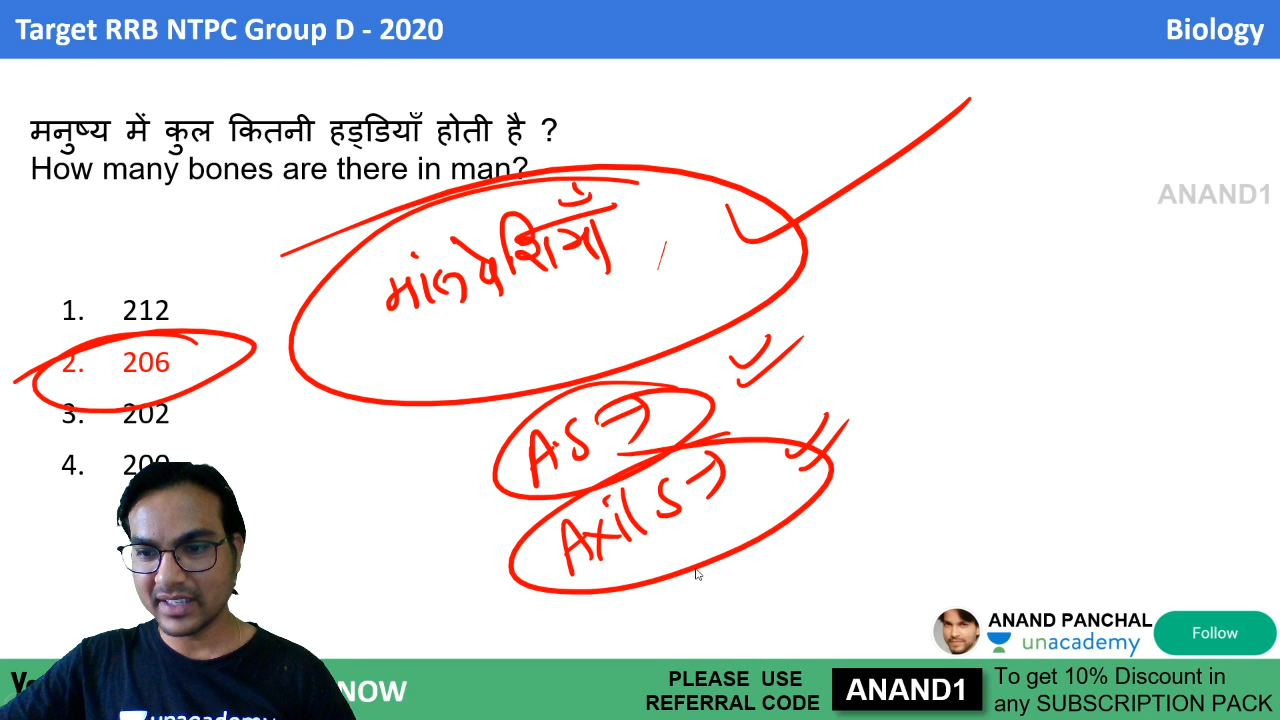 Target RRB NTPC Group D - 2020
Biology
मनुष्य में कुल कितनी हड्डियाँ होती है ?
How many bones are there in man?
ANAND1
मांसपेशियाँ
1. 212
2. 206
3. 202
4.
A.S →
Axil S →
ANAND PANCHAL
unacademy
Follow
NOW
PLEASE USE
REFERRAL CODE
ANAND1
To get 10% Discount in
any SUBSCRIPTION PACK
unacademy